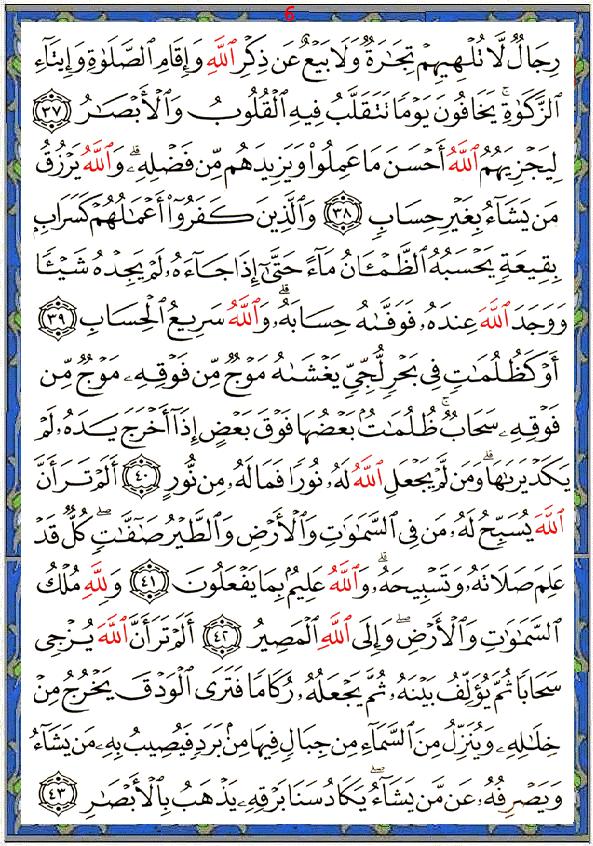 6
رِجَالٌ لَّا تُلْهِيهِمْ تِجَـٰرَةٌ وَلَا بَيْعٌ عَن ذِكْرِ ٱللَّهِ وَإِقَامِ ٱلصَّلَوٰةِ وَإِيتَآءِ
ٱلزَّكَوٰةِ ۙ يَخَافُونَ يَوْمًا تَتَقَلَّبُ فِيهِ ٱلْقُلُوبُ وَٱلْأَبْصَـٰرُ ٣٧
لِيَجْزِيَهُمُ ٱللَّهُ أَحْسَنَ مَا عَمِلُوا۟ وَيَزِيدَهُم مِّن فَضْلِهِۦ ۗ وَٱللَّهُ يَرْزُقُ
مَن يَشَآءُ بِغَيْرِ حِسَابٍ ٣٨ وَٱلَّذِينَ كَفَرُوٓا۟ أَعْمَـٰلُهُمْ كَسَرَابٍۭ
بِقِيعَةٍ يَحْسَبُهُ ٱلظَّمْـَٔانُ مَآءً حَتَّىٰٓ إِذَا جَآءَهُۥ لَمْ يَجِدْهُ شَيْـًٔا
وَوَجَدَ ٱللَّهَ عِندَهُۥ فَوَفَّىٰهُ حِسَابَهُۥ ۗ وَٱللَّهُ سَرِيعُ ٱلْحِسَابِ ٣٩
أَوْ كَظُلُمَـٰتٍ فِى بَحْرٍ لُّجِّىٍّ يَغْشَىٰهُ مَوْجٌ مِّن فَوْقِهِۦ مَوْجٌ مِّن
فَوْقِهِۦ سَحَابٌ ۚ ظُلُمَـٰتٌۢ بَعْضُهَا فَوْقَ بَعْضٍ إِذَآ أَخْرَجَ يَدَهُۥ لَمْ
يَكَدْ يَرَىٰهَا ۗ وَمَن لَّمْ يَجْعَلِ ٱللَّهُ لَهُۥ نُورًا فَمَا لَهُۥ مِن نُّورٍ ٤٠ أَلَمْ تَرَ أَنَّ
ٱللَّهَ يُسَبِّحُ لَهُۥ مَن فِى ٱلسَّمَـٰوَٰتِ وَٱلْأَرْضِ وَٱلطَّيْرُ صَـٰٓفَّـٰتٍ ۖ كُلٌّ قَدْ
عَلِمَ صَلَاتَهُۥ وَتَسْبِيحَهُۥ ۗ وَٱللَّهُ عَلِيمٌۢ بِمَا يَفْعَلُونَ ٤١ وَلِلَّهِ مُلْكُ
ٱلسَّمَـٰوَٰتِ وَٱلْأَرْضِ ۖ وَإِلَى ٱللَّهِ ٱلْمَصِيرُ ٤٢ أَلَمْ تَرَ أَنَّ ٱللَّهَ يُزْجِى
سَحَابًا ثُمَّ يُؤَلِّفُ بَيْنَهُۥ ثُمَّ يَجْعَلُهُۥ رُكَامًا فَتَرَى ٱلْوَدْقَ يَخْرُجُ مِنْ
خِلَـٰلِهِۦ وَيُنَزِّلُ مِنَ ٱلسَّمَآءِ مِن جِبَالٍ فِيهَا مِنۢ بَرَدٍ فَيُصِيبُ بِهِۦ مَن يَشَآءُ
وَيَصْرِفُهُۥ عَن مَّن يَشَآءُ ۖ يَكَادُ سَنَا بَرْقِهِۦ يَذْهَبُ بِٱلْأَبْصَـٰرِ ٤٣